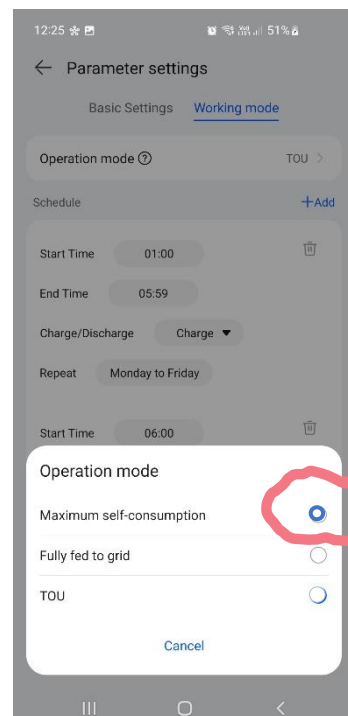 12:25 51%
Parameter settings
Basic Settings Working mode
Operation mode ? TOU
Schedule +Add
Start Time 01:00
End Time 05:59
Charge/Discharge Charge
Repeat Monday to Friday
Start Time 06:00
Operation mode
Maximum self-consumption
Fully fed to grid
TOU
Cancel